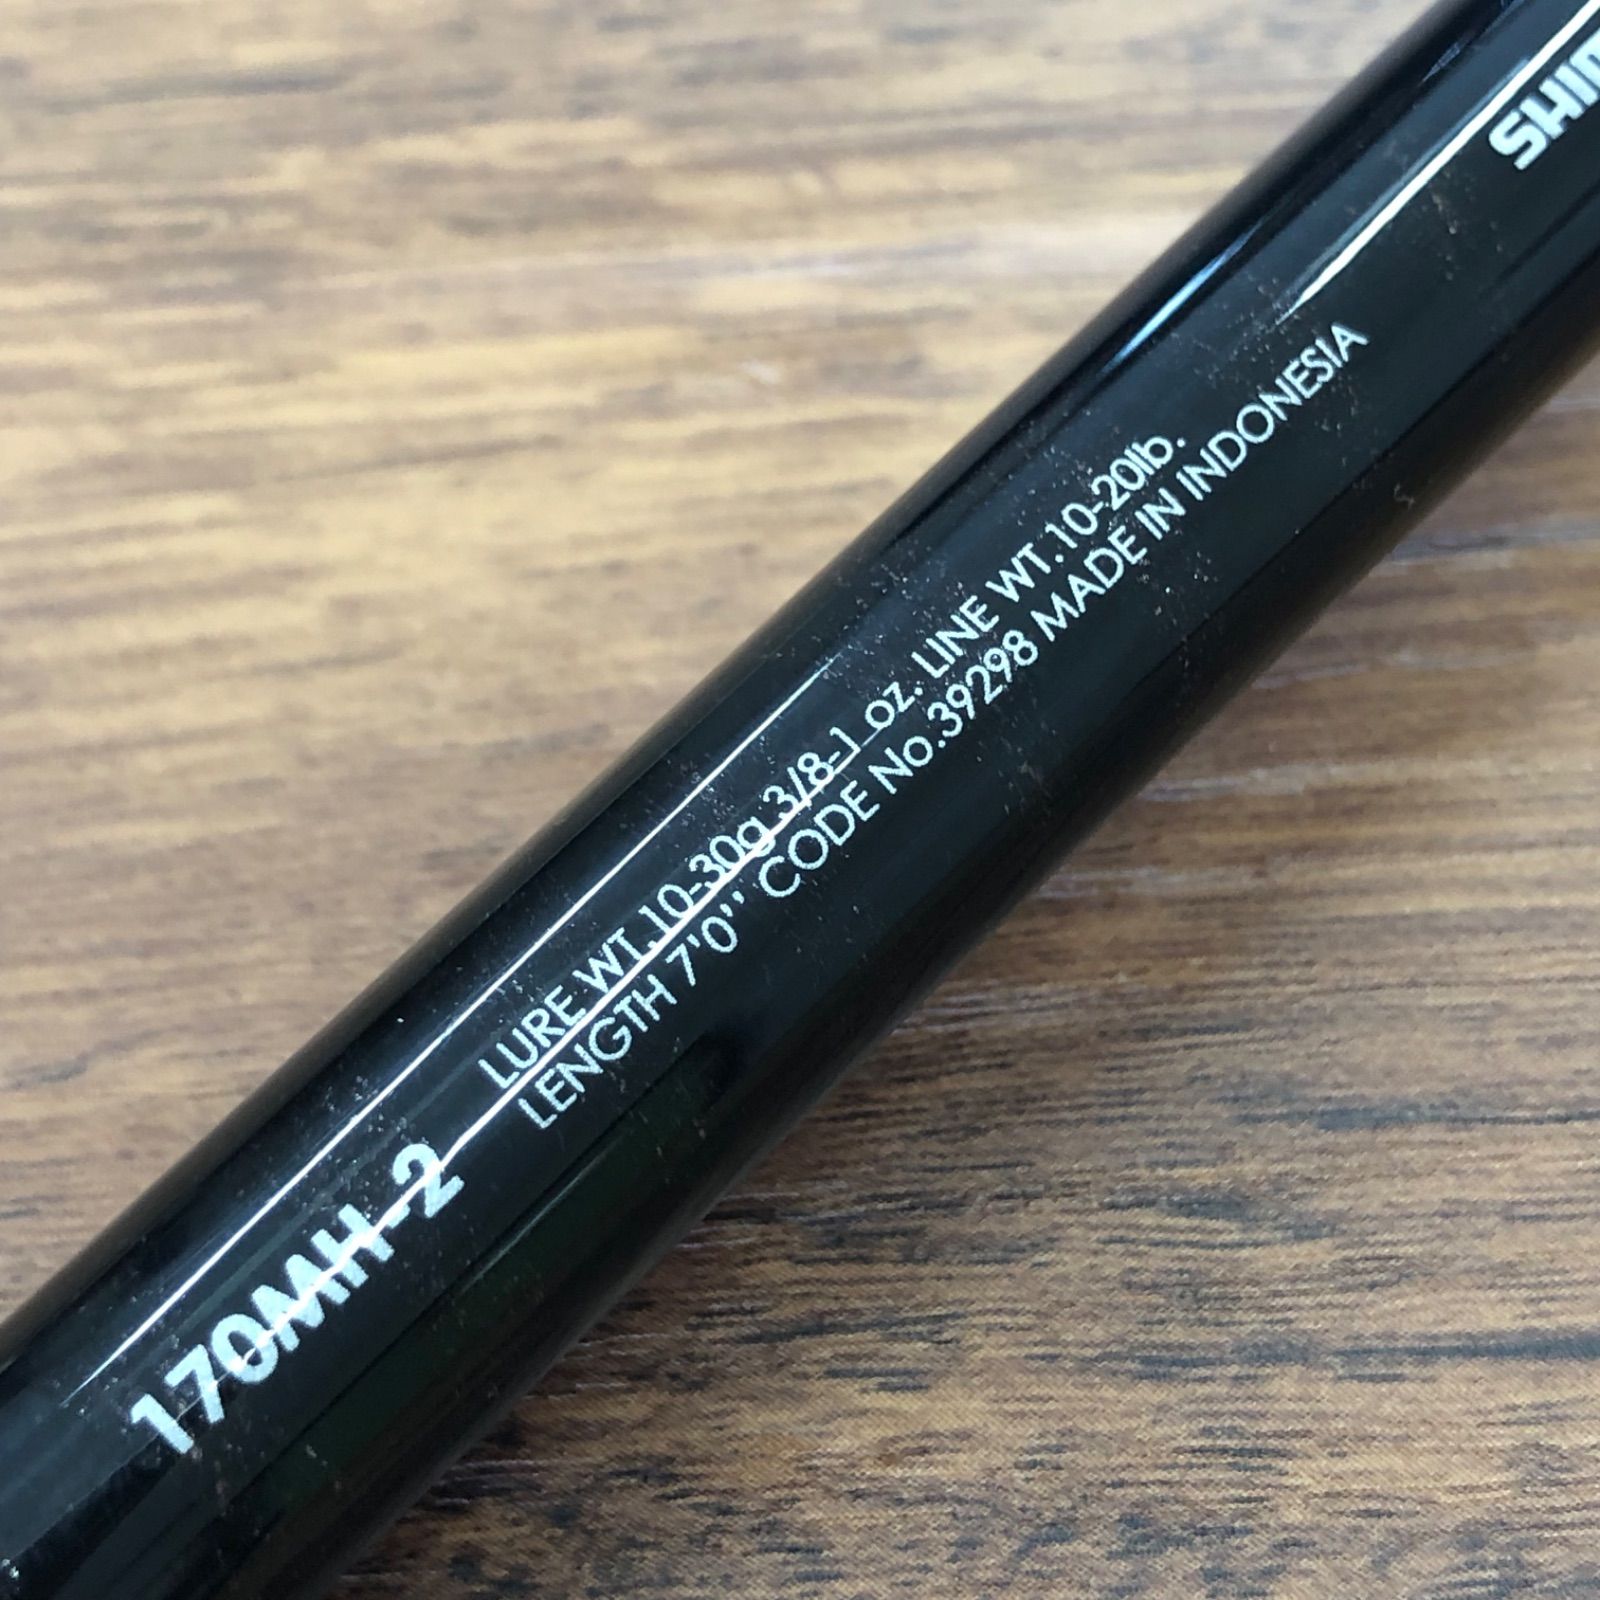 170MH-2
LURE WT.10-30g 3/8-1 oz. LINE WT.10-20lb.
LENGTH 7'0'' CODE No.39298 MADE IN INDONESIA